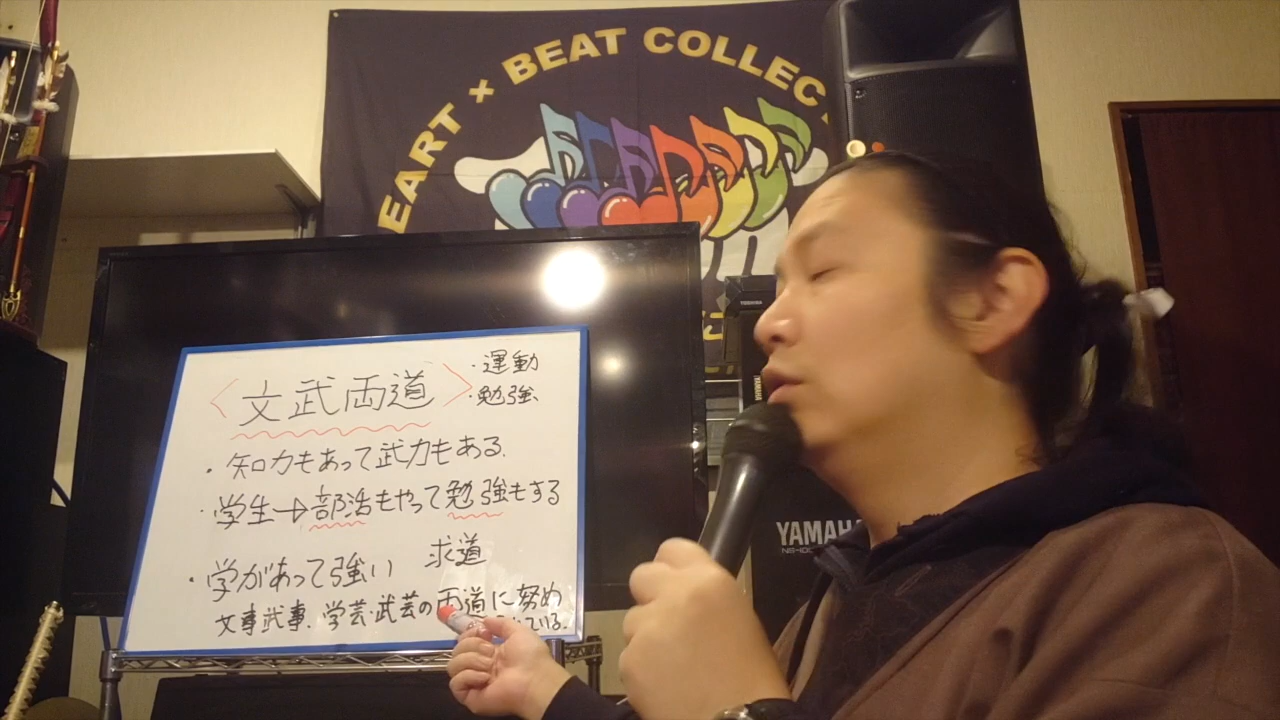 EART × BEAT COLLEC
TOSHIBA
YAMAHA
YAMAHA
〈文武両道〉
・運動
・勉強
・知力もあって武力もある.
・学生→部活もやって勉強もする
求道
・学があって強い
文事武事、学芸・武芸の両道に努め
ている.